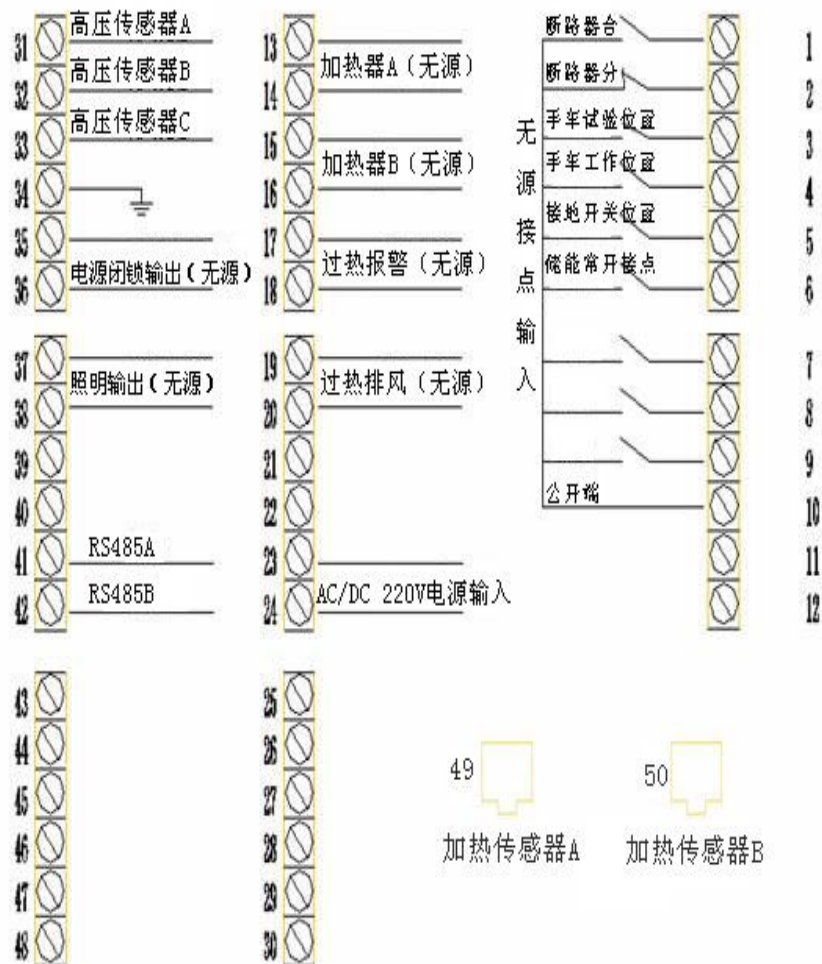 31 高压传感器A
32 高压传感器B
33 高压传感器C
34
35
36 电源闭锁输出(无源)
37
38 照明输出(无源)
39
40
41 RS485A
42 RS485B
43
44
45
46
47
48
13
14
加热器A(无源)
15
16
加热器B(无源)
17
18
过热报警(无源)
19
20
过热排风(无源)
21
22
23
24
AC/DC 220V电源输入
25
26
27
28
29
30
无源接点输入
断路器合 1
断路器分 2
手车试验位置 3
手车工作位置 4
接地开关位置 5
储能常开接点 6
7
8
9
公开端 10
11
12
49
加热传感器A
50
加热传感器B